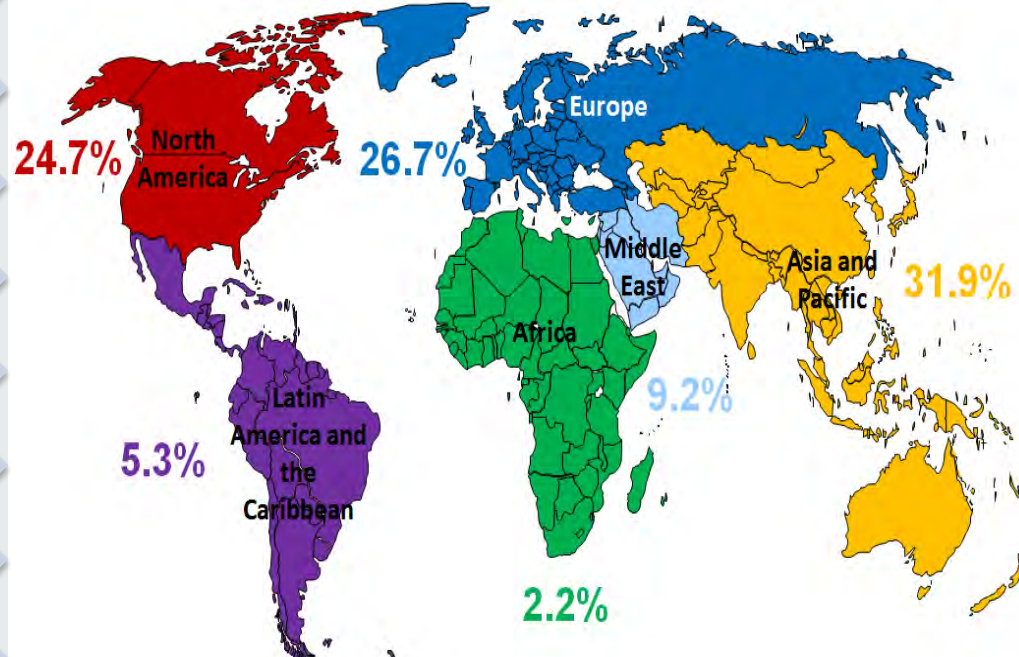 Europe
North
America
24.7%
26.7%
Middle
East
Asia and
Pacific
31.9%
Africa
9.2%
Latin
America and
the
Caribbean
5.3%
2.2%